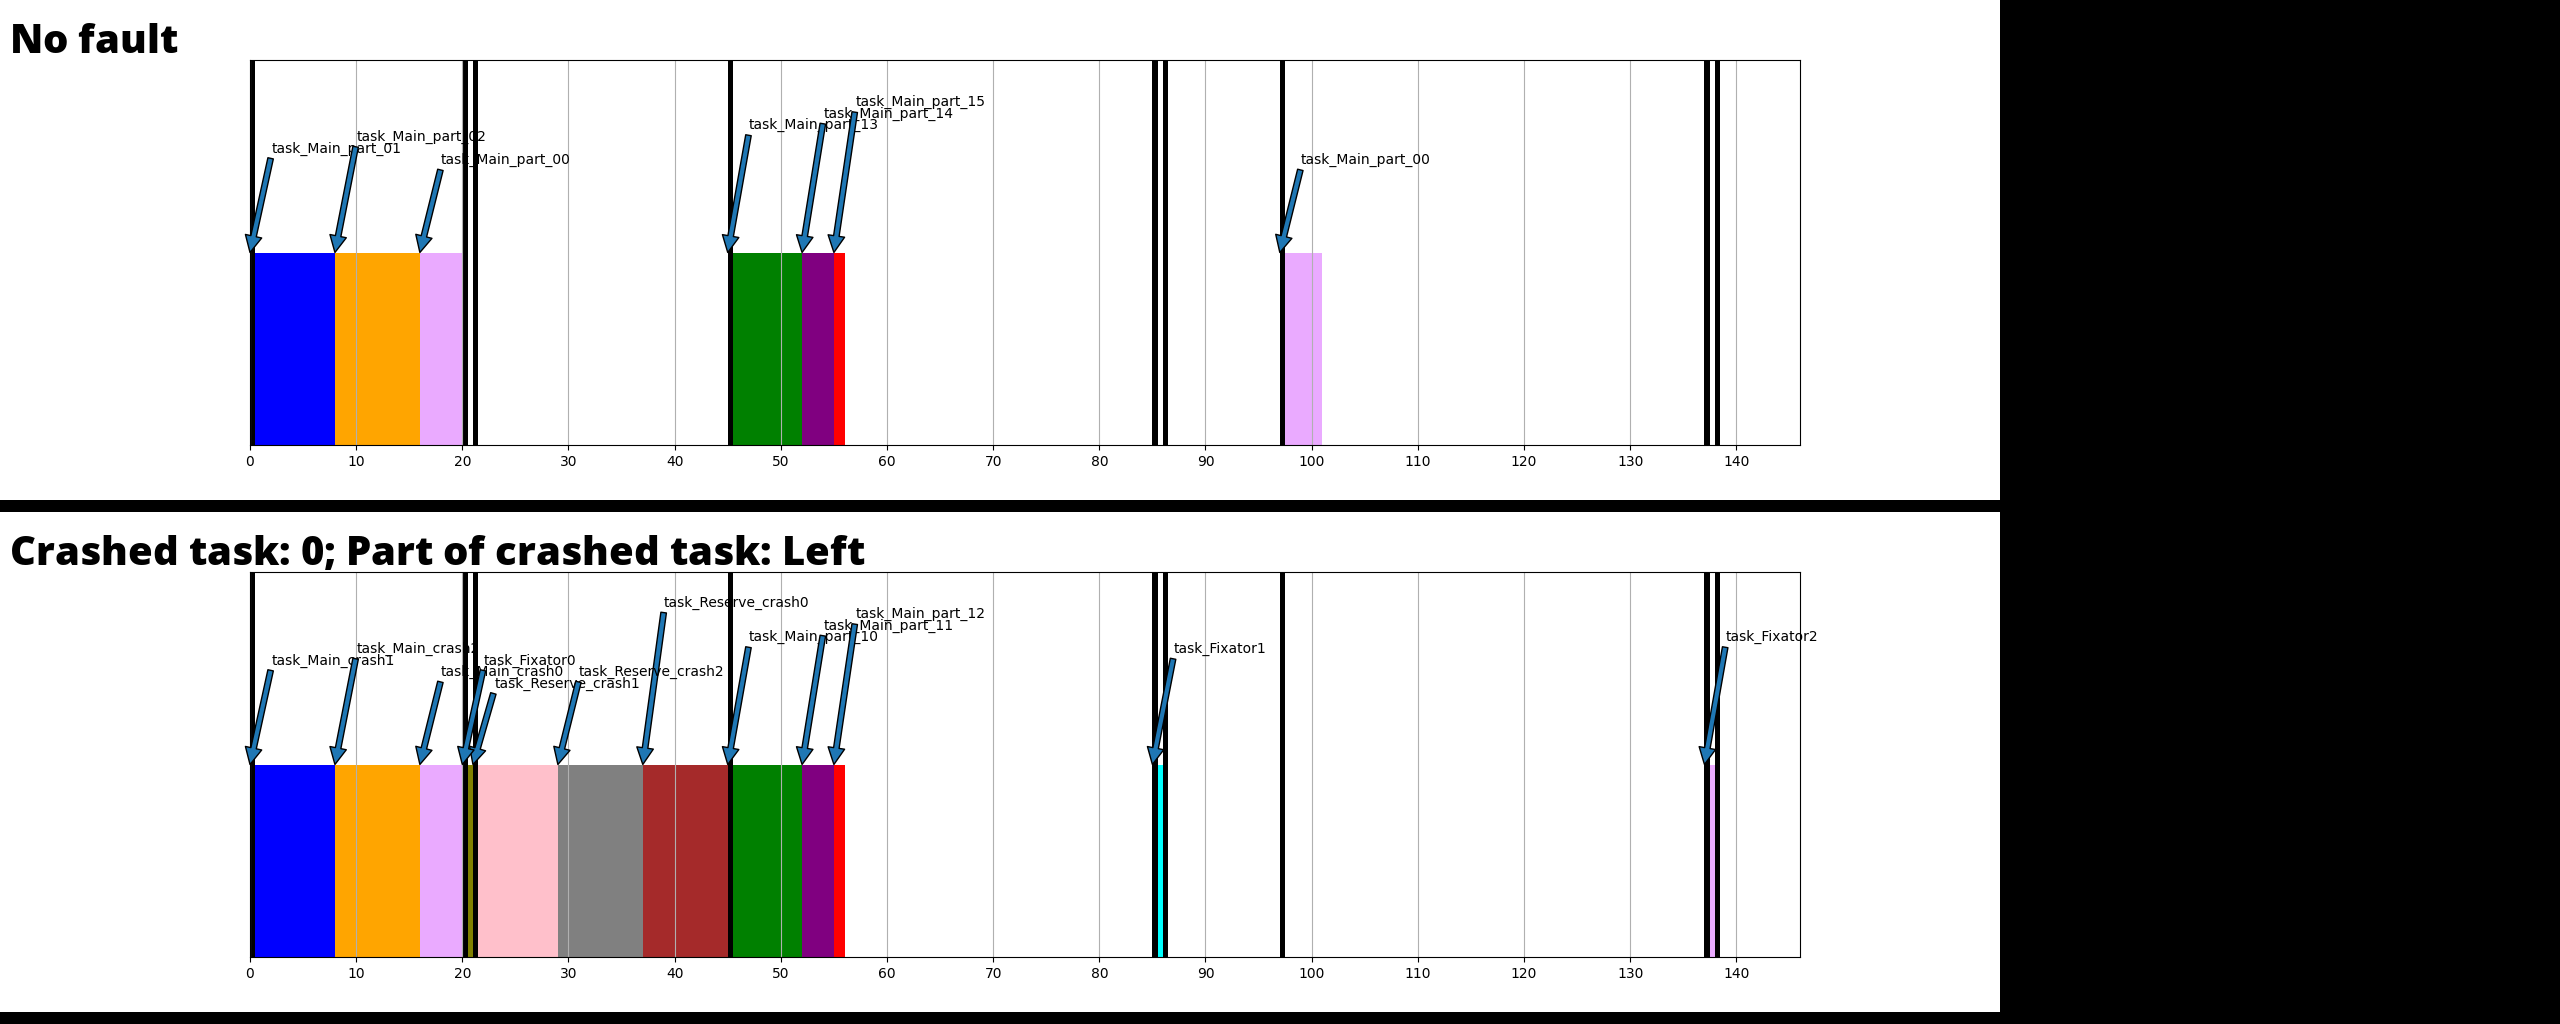 No fault
task_Main_part_15
task_Main_part_14
task_Main_part_13
task_Main_part_02
task_Main_part_01
task_Main_part_00
task_Main_part_00
0 10 20 30 40 50 60 70 80 90 100 110 120 130 140
Crashed task: 0; Part of crashed task: Left
task_Reserve_crash0
task_Main_part_12
task_Main_part_11
task_Main_part_10
task_Fixator2
task_Main_crash2
task_Fixator1
task_Main_crash1
task_Fixator0
task_Main_crash0
task_Reserve_crash2
task_Reserve_crash1
0 10 20 30 40 50 60 70 80 90 100 110 120 130 140